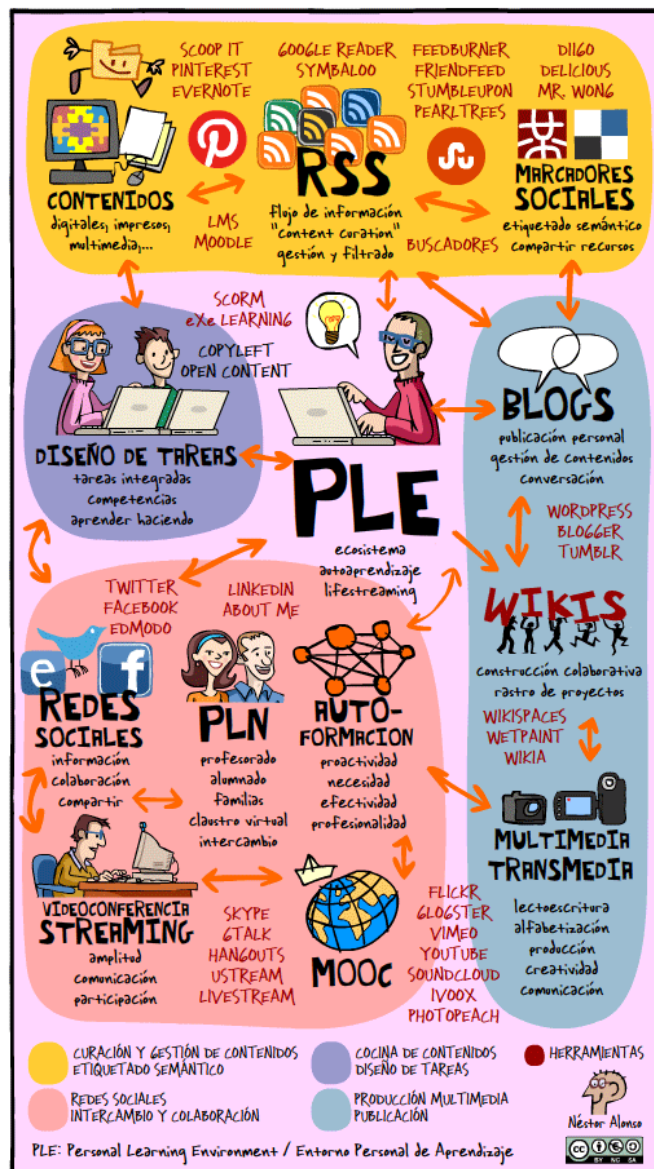 SCOOP IT
PINTEREST
EVERNOTE
GOOGLE READER
SYMBALOO
FEEDBURNER
FRIENDFEED
STUMBLEUPON
PEARLTREES
DIIGO
DELICIOUS
MR. WONG
CONTENIDOS
digitales, impresos,
multimedia,...
LMS
MOODLE
RSS
flujo de información
"content curation"
gestión y filtrado
BUSCADORES
MARCADORES
SOCIALES
etiquetado semántico
compartir recursos
SCORM
eXe LEARNING
COPYLEFT
OPEN CONTENT
DISEÑO DE TAREAS
tareas integradas
competencias
aprender haciendo
PLE
ecosistema
autoaprendizaje
lifestreaming
BLOGS
publicación personal
gestión de contenidos
conversación
WORDPRESS
BLOGGER
TUMBLR
WIKIS
construcción colaborativa
rastro de proyectos
WIKISPACES
WETPAINT
WIKIA
TWITTER
FACEBOOK
EDMODO
LINKEDIN
ABOUT ME
e
f
REDES
SOCIALES
información
colaboración
compartir
PLN
profesorado
alumnado
familias
claustro virtual
intercambio
AUTO-
FORMACION
proactividad
necesidad
efectividad
profesionalidad
MULTIMEDIA
TRANSMEDIA
lectoescritura
alfabetización
producción
creatividad
comunicación
VIDEOCONFERENCIA
STREAMING
amplitud
comunicación
participación
SKYPE
GTALK
HANGOUTS
USTREAM
LIVESTREAM
MOOC
FLICKR
GLOGSTER
VIMEO
YOUTUBE
SOUNDCLOUD
IVOOX
PHOTOPEACH
CURACIÓN Y GESTIÓN DE CONTENIDOS
ETIQUETADO SEMÁNTICO
COCINA DE CONTENIDOS
DISEÑO DE TAREAS
HERRAMIENTAS
REDES SOCIALES
INTERCAMBIO Y COLABORACIÓN
PRODUCCIÓN MULTIMEDIA
PUBLICACIÓN
Néstor Alonso
PLE: Personal Learning Environment / Entorno Personal de Aprendizaje
cc
BY NC SA